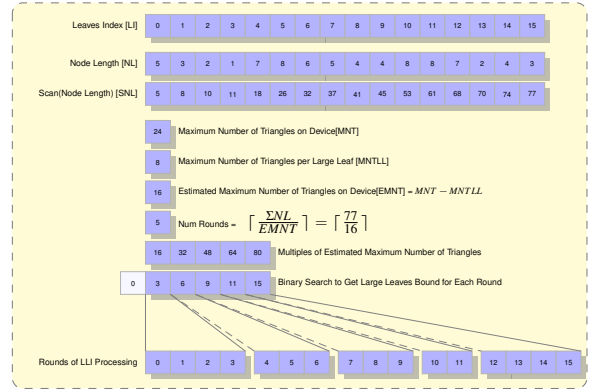 Leaves Index [LI] 0 1 2 3 4 5 6 7 8 9 10 11 12 13 14 15
Node Length [NL] 5 3 2 1 7 8 6 5 4 4 8 8 7 2 4 3
Scan(Node Length) [SNL] 5 8 10 11 18 26 32 37 41 45 53 61 68 70 74 77
24 Maximum Number of Triangles on Device[MNT]
8 Maximum Number of Triangles per Large Leaf [MNTLL]
16 Estimated Maximum Number of Triangles on Device[EMNT] = MNT − MNTLL
5 Num Rounds = ⌈ ΣNL / EMNT ⌉ = ⌈ 77 / 16 ⌉
16 32 48 64 80 Multiples of Estimated Maximum Number of Triangles
0 3 6 9 11 15 Binary Search to Get Large Leaves Bound for Each Round
Rounds of LLI Processing 0 1 2 3 4 5 6 7 8 9 10 11 12 13 14 15